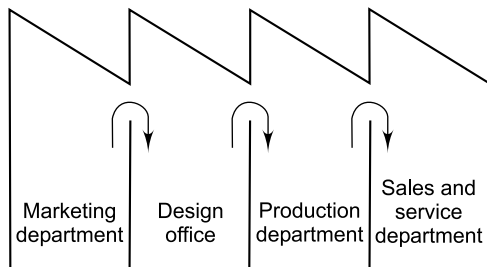 Marketing
department
Design
office
Production
department
Sales and
service
department